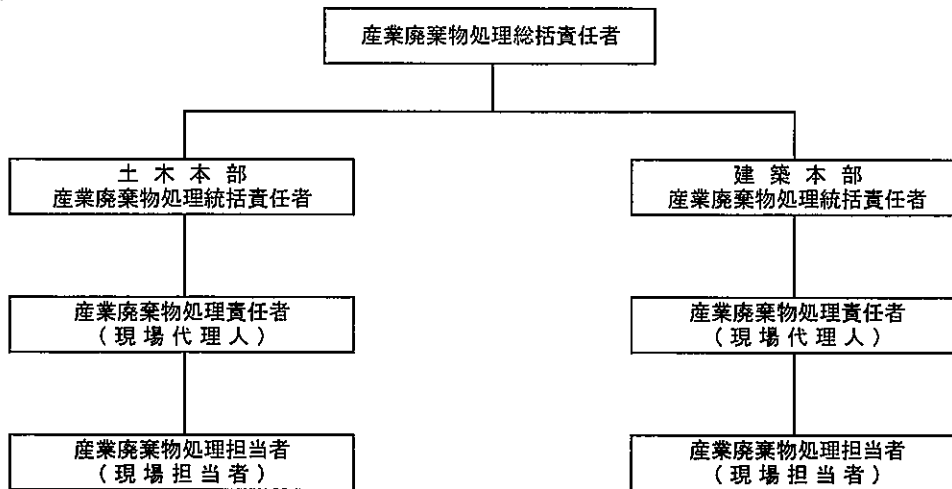 産業廃棄物処理総括責任者
土木本部
産業廃棄物処理統括責任者
建築本部
産業廃棄物処理統括責任者
産業廃棄物処理責任者
(現場代理人)
産業廃棄物処理責任者
(現場代理人)
産業廃棄物処理担当者
(現場担当者)
産業廃棄物処理担当者
(現場担当者)